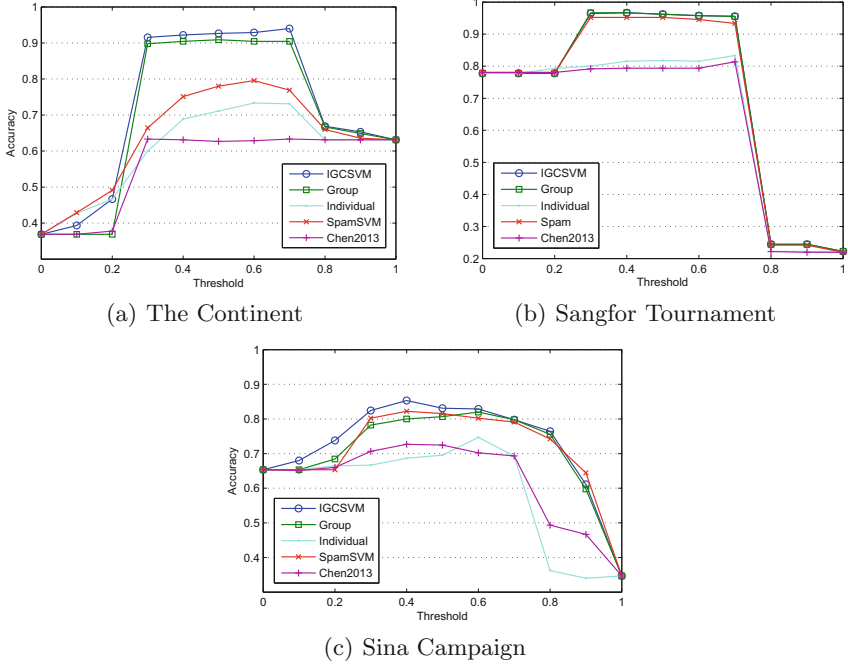 1
0.9
0.8
0.7
0.6
0.5
0.4
Accuracy
IGCSVM
Group
Individual
SpamSVM
Chen2013
0 0.2 0.4 0.6 0.8 1
Threshold
(a) The Continent
1
0.9
0.8
0.7
0.6
0.5
0.4
0.3
0.2
Accuracy
IGCSVM
Group
Individual
Spam
Chen2013
0 0.2 0.4 0.6 0.8 1
Threshold
(b) Sangfor Tournament
1
0.9
0.8
0.7
0.6
0.5
0.4
Accuracy
IGCSVM
Group
Individual
SpamSVM
Chen2013
0 0.2 0.4 0.6 0.8 1
Threshold
(c) Sina Campaign